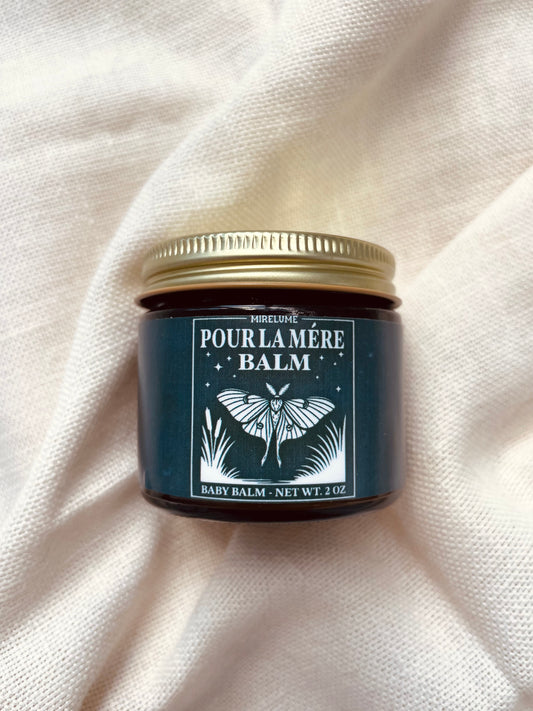 MIRELUME
POUR LA MÉRE
BALM
BABY BALM - NET WT. 2 OZ